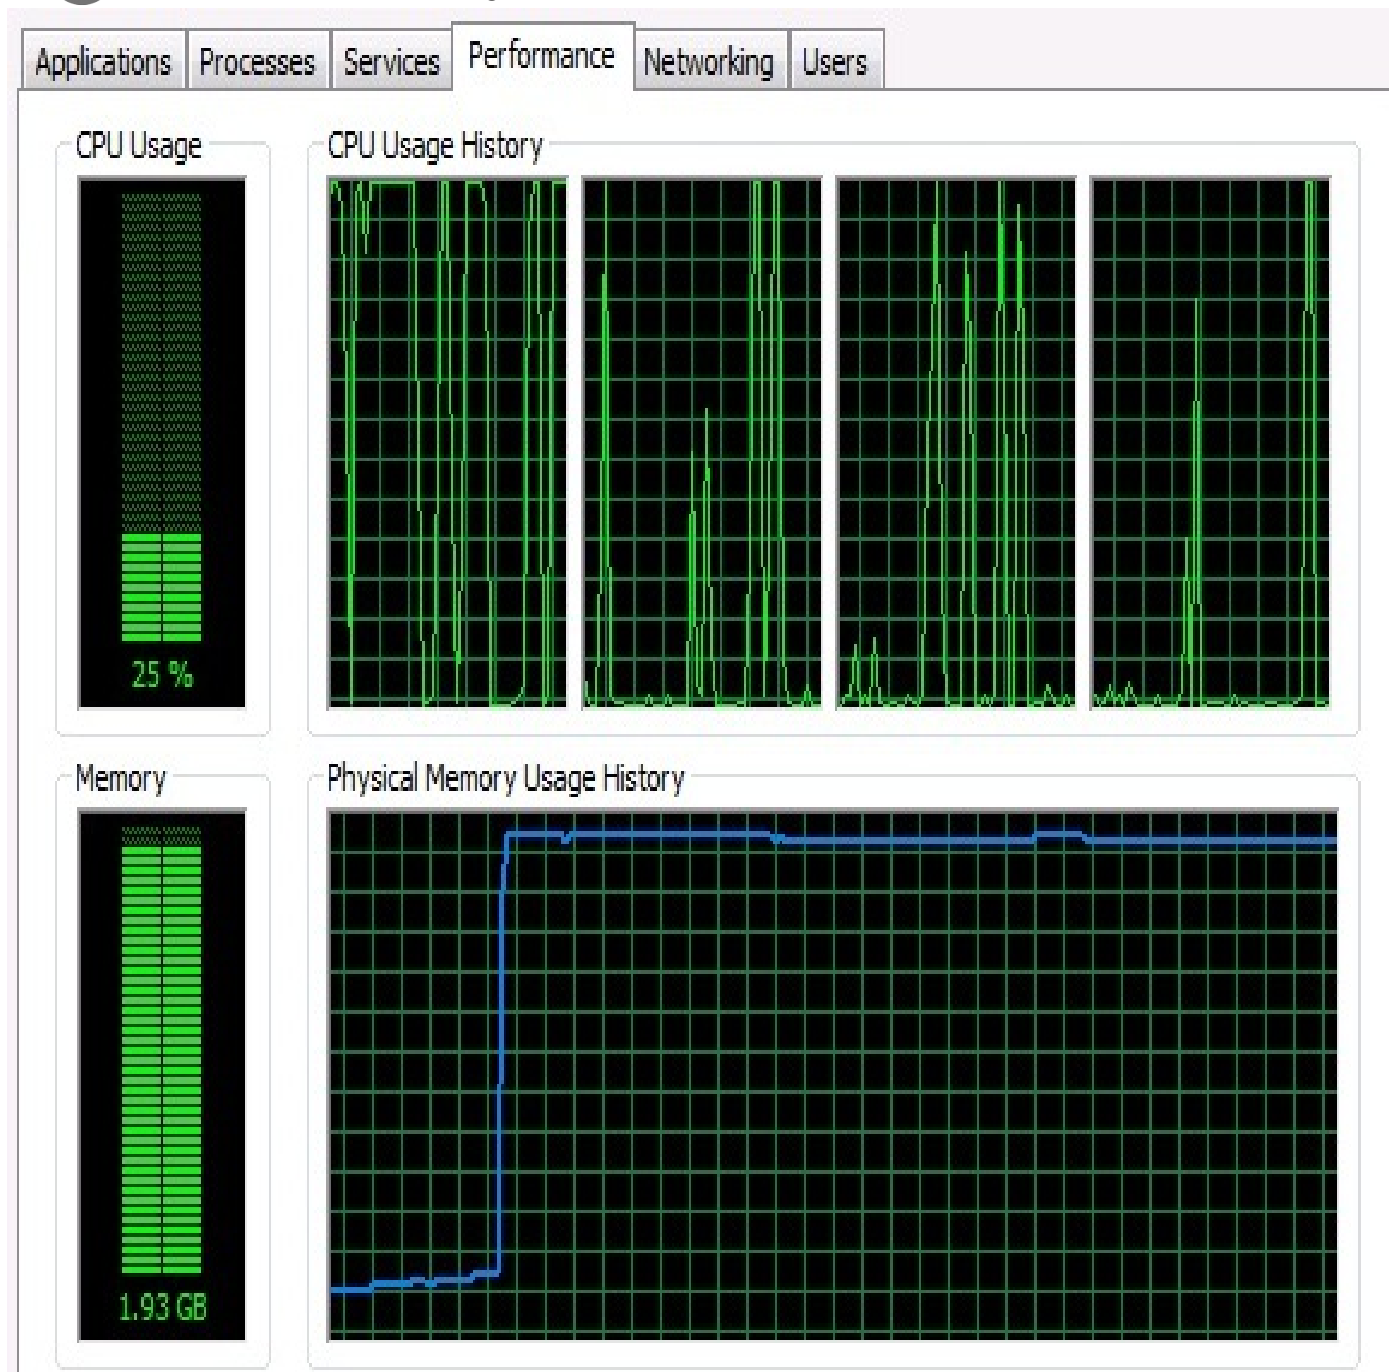 Applications Processes Services Performance Networking Users
CPU Usage
CPU Usage History
25 %
Memory
Physical Memory Usage History
1.93 GB